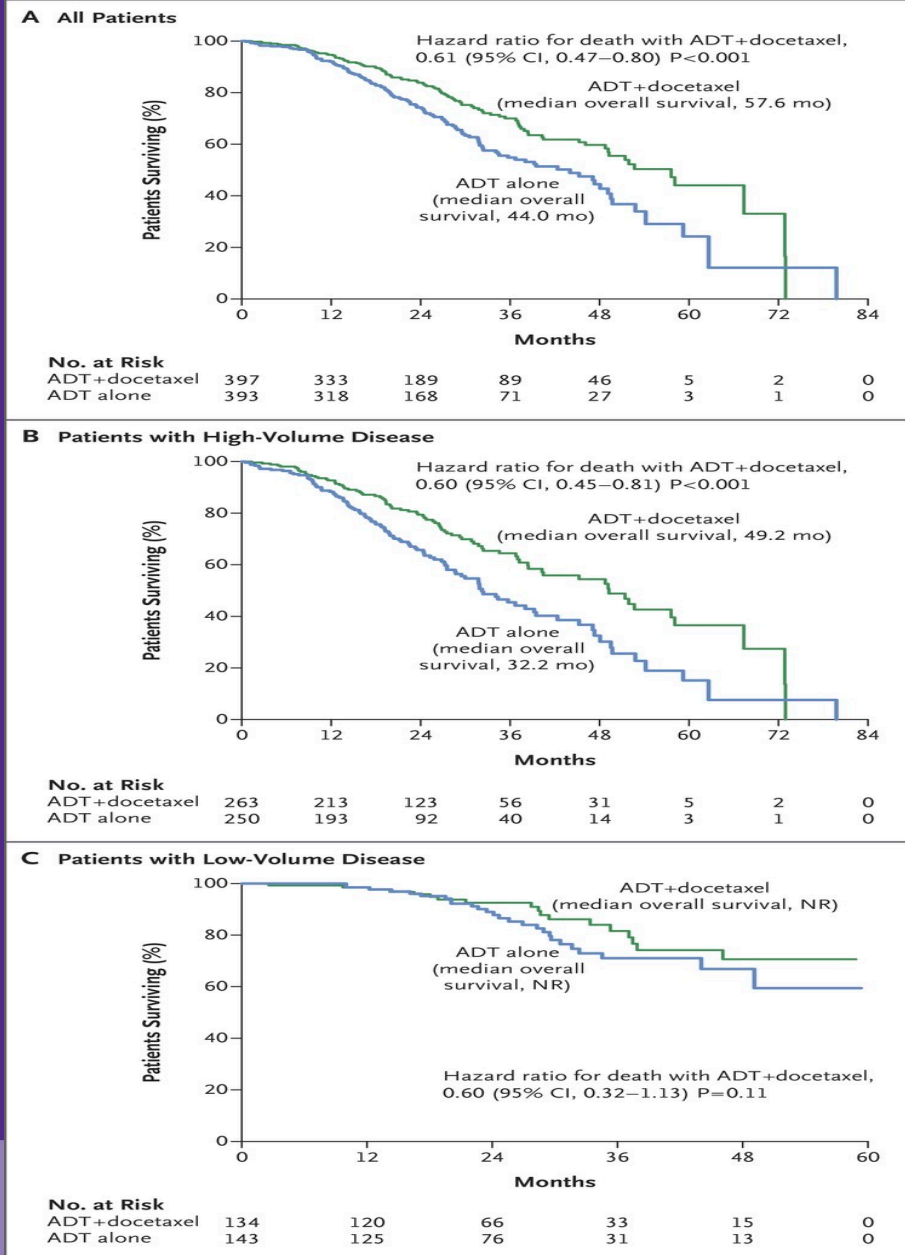 A All Patients
Hazard ratio for death with ADT+docetaxel,
0.61 (95% CI, 0.47–0.80) P<0.001
ADT+docetaxel
(median overall survival, 57.6 mo)
ADT alone
(median overall
survival, 44.0 mo)
Patients Surviving (%)
100
80
60
40
20
0
0 12 24 36 48 60 72 84
Months
No. at Risk
ADT+docetaxel 397 333 189 89 46 5 2 0
ADT alone 393 318 168 71 27 3 1 0
B Patients with High-Volume Disease
Hazard ratio for death with ADT+docetaxel,
0.60 (95% CI, 0.45–0.81) P<0.001
ADT+docetaxel
(median overall survival, 49.2 mo)
ADT alone
(median overall
survival, 32.2 mo)
Patients Surviving (%)
100
80
60
40
20
0
0 12 24 36 48 60 72 84
Months
No. at Risk
ADT+docetaxel 263 213 123 56 31 5 2 0
ADT alone 250 193 92 40 14 3 1 0
C Patients with Low-Volume Disease
ADT+docetaxel
(median overall survival, NR)
ADT alone
(median overall
survival, NR)
Hazard ratio for death with ADT+docetaxel,
0.60 (95% CI, 0.32–1.13) P=0.11
Patients Surviving (%)
100
80
60
40
20
0
0 12 24 36 48 60
Months
No. at Risk
ADT+docetaxel 134 120 66 33 15 0
ADT alone 143 125 76 31 13 0